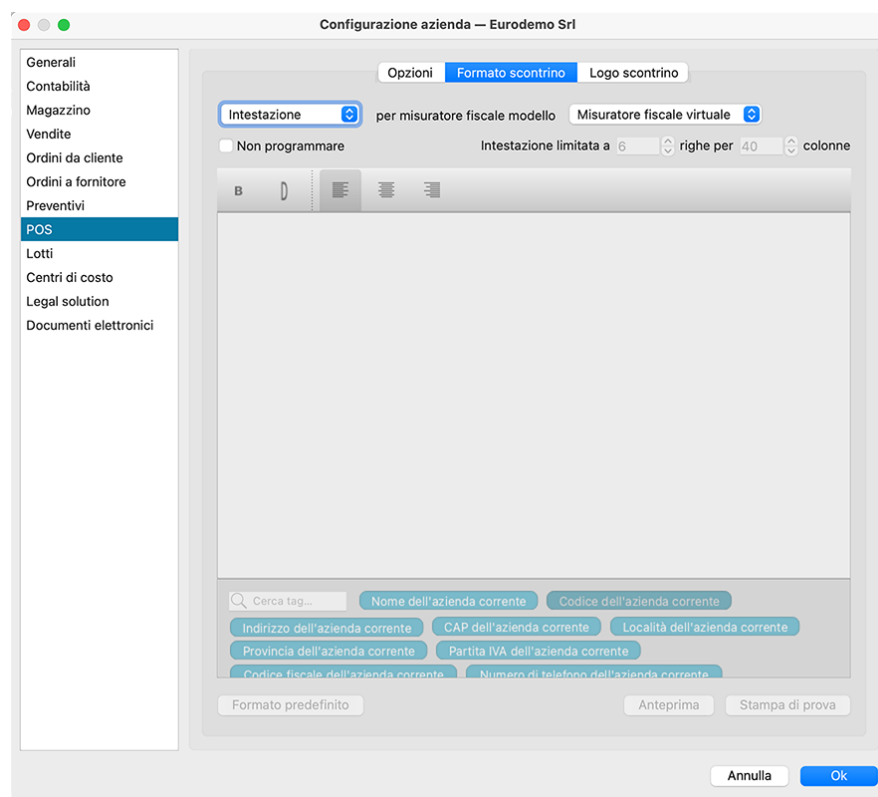 Configurazione azienda — Eurodemo Srl
Generali
Contabilità
Magazzino
Vendite
Ordini da cliente
Ordini a fornitore
Preventivi
POS
Lotti
Centri di costo
Legal solution
Documenti elettronici
Opzioni Formato scontrino Logo scontrino
Intestazione per misuratore fiscale modello Misuratore fiscale virtuale
Non programmare Intestazione limitata a 6 righe per 40 colonne
B D
Cerca tag... Nome dell'azienda corrente Codice dell'azienda corrente
Indirizzo dell'azienda corrente CAP dell'azienda corrente Località dell'azienda corrente
Provincia dell'azienda corrente Partita IVA dell'azienda corrente
Codice fiscale dell'azienda corrente Numero di telefono dell'azienda corrente
Formato predefinito Anteprima Stampa di prova
Annulla Ok